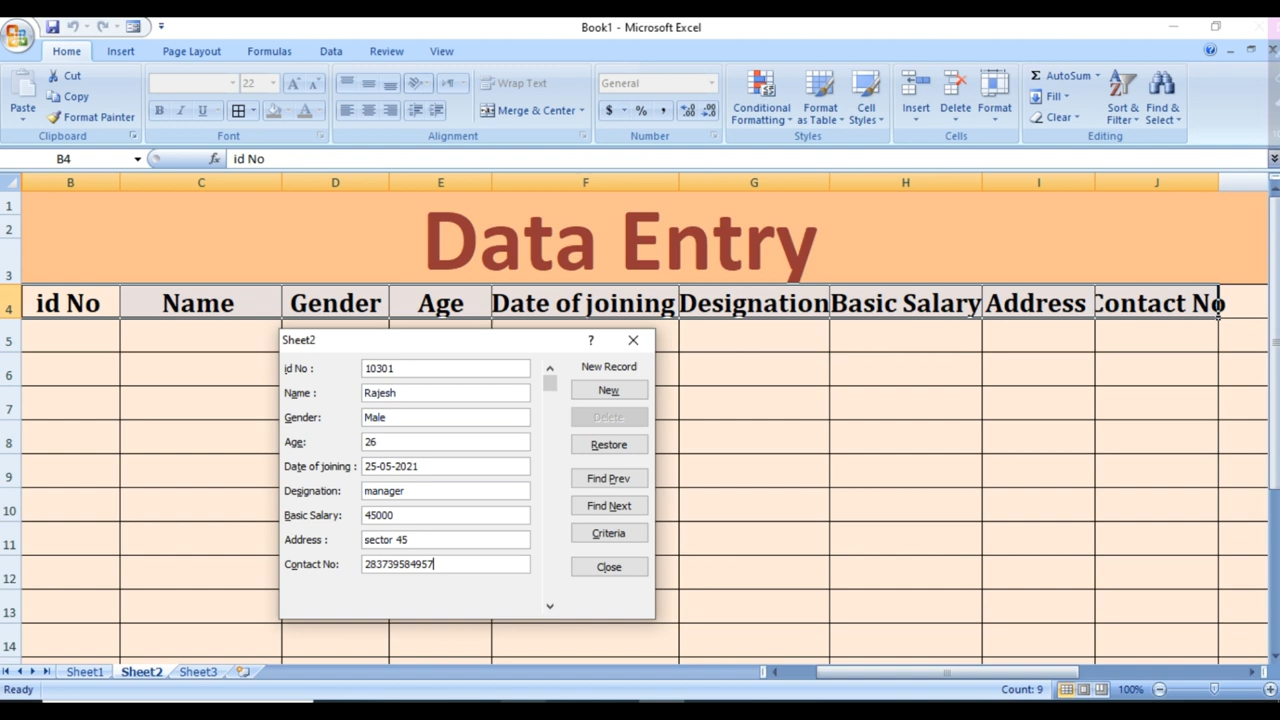 Book1 - Microsoft Excel
Home Insert Page Layout Formulas Data Review View
Paste Cut Copy Format Painter
22 Wrap Text Merge & Center
General $ % ,
Conditional Formatting Format as Table Cell Styles
Insert Delete Format
Σ AutoSum Fill Clear Sort & Filter Find & Select
Clipboard Font Alignment Number Styles Cells Editing
B4 fx id No
B C D E F G H I J
1
2
3 Data Entry
4 id No Name Gender Age Date of joining Designation Basic Salary Address Contact No
5
6
7
8
9
10
11
12
13
14
Sheet2 ?
id No : 10301 New Record
Name : Rajesh New
Gender: Male Delete
Age: 26 Restore
Date of joining : 25-05-2021 Find Prev
Designation: manager Find Next
Basic Salary: 45000 Criteria
Address : sector 45
Contact No: 283739584957 Close
Sheet1 Sheet2 Sheet3
Ready Count: 9 100%